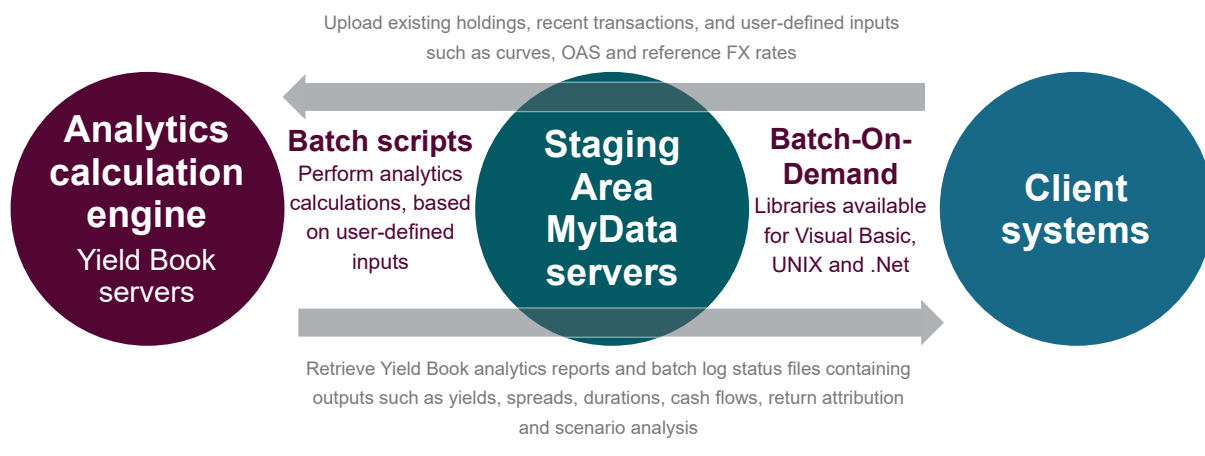 Upload existing holdings, recent transactions, and user-defined inputs
such as curves, OAS and reference FX rates
Analytics
calculation
engine
Yield Book
servers
Batch scripts
Perform analytics
calculations, based
on user-defined
inputs
Staging
Area
MyData
servers
Batch-On-
Demand
Libraries available
for Visual Basic,
UNIX and .Net
Client
systems
Retrieve Yield Book analytics reports and batch log status files containing
outputs such as yields, spreads, durations, cash flows, return attribution
and scenario analysis